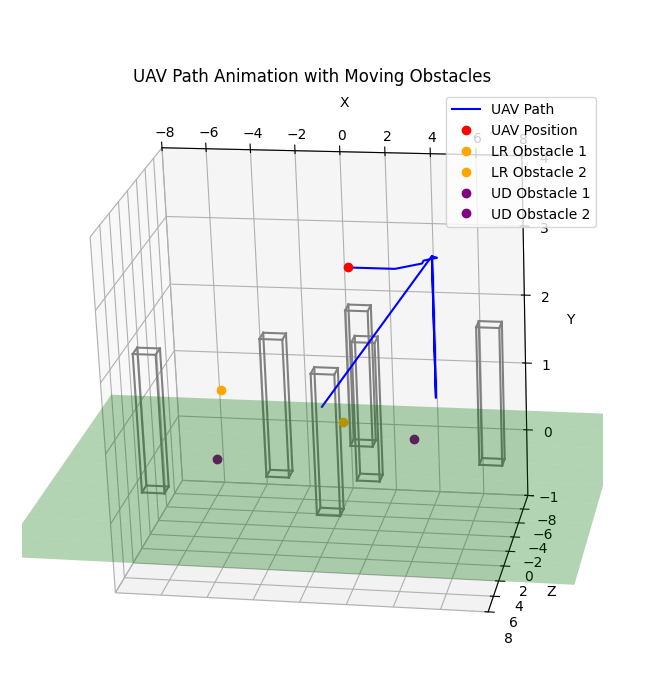 UAV Path Animation with Moving Obstacles
X
−8 −6 −4 −2 0 2 4 6 8
UAV Path
UAV Position
LR Obstacle 1
LR Obstacle 2
UD Obstacle 1
UD Obstacle 2
4
3
2
Y
1
0
−1
−8
−6
−4
−2
0
Z
2
4
6
8